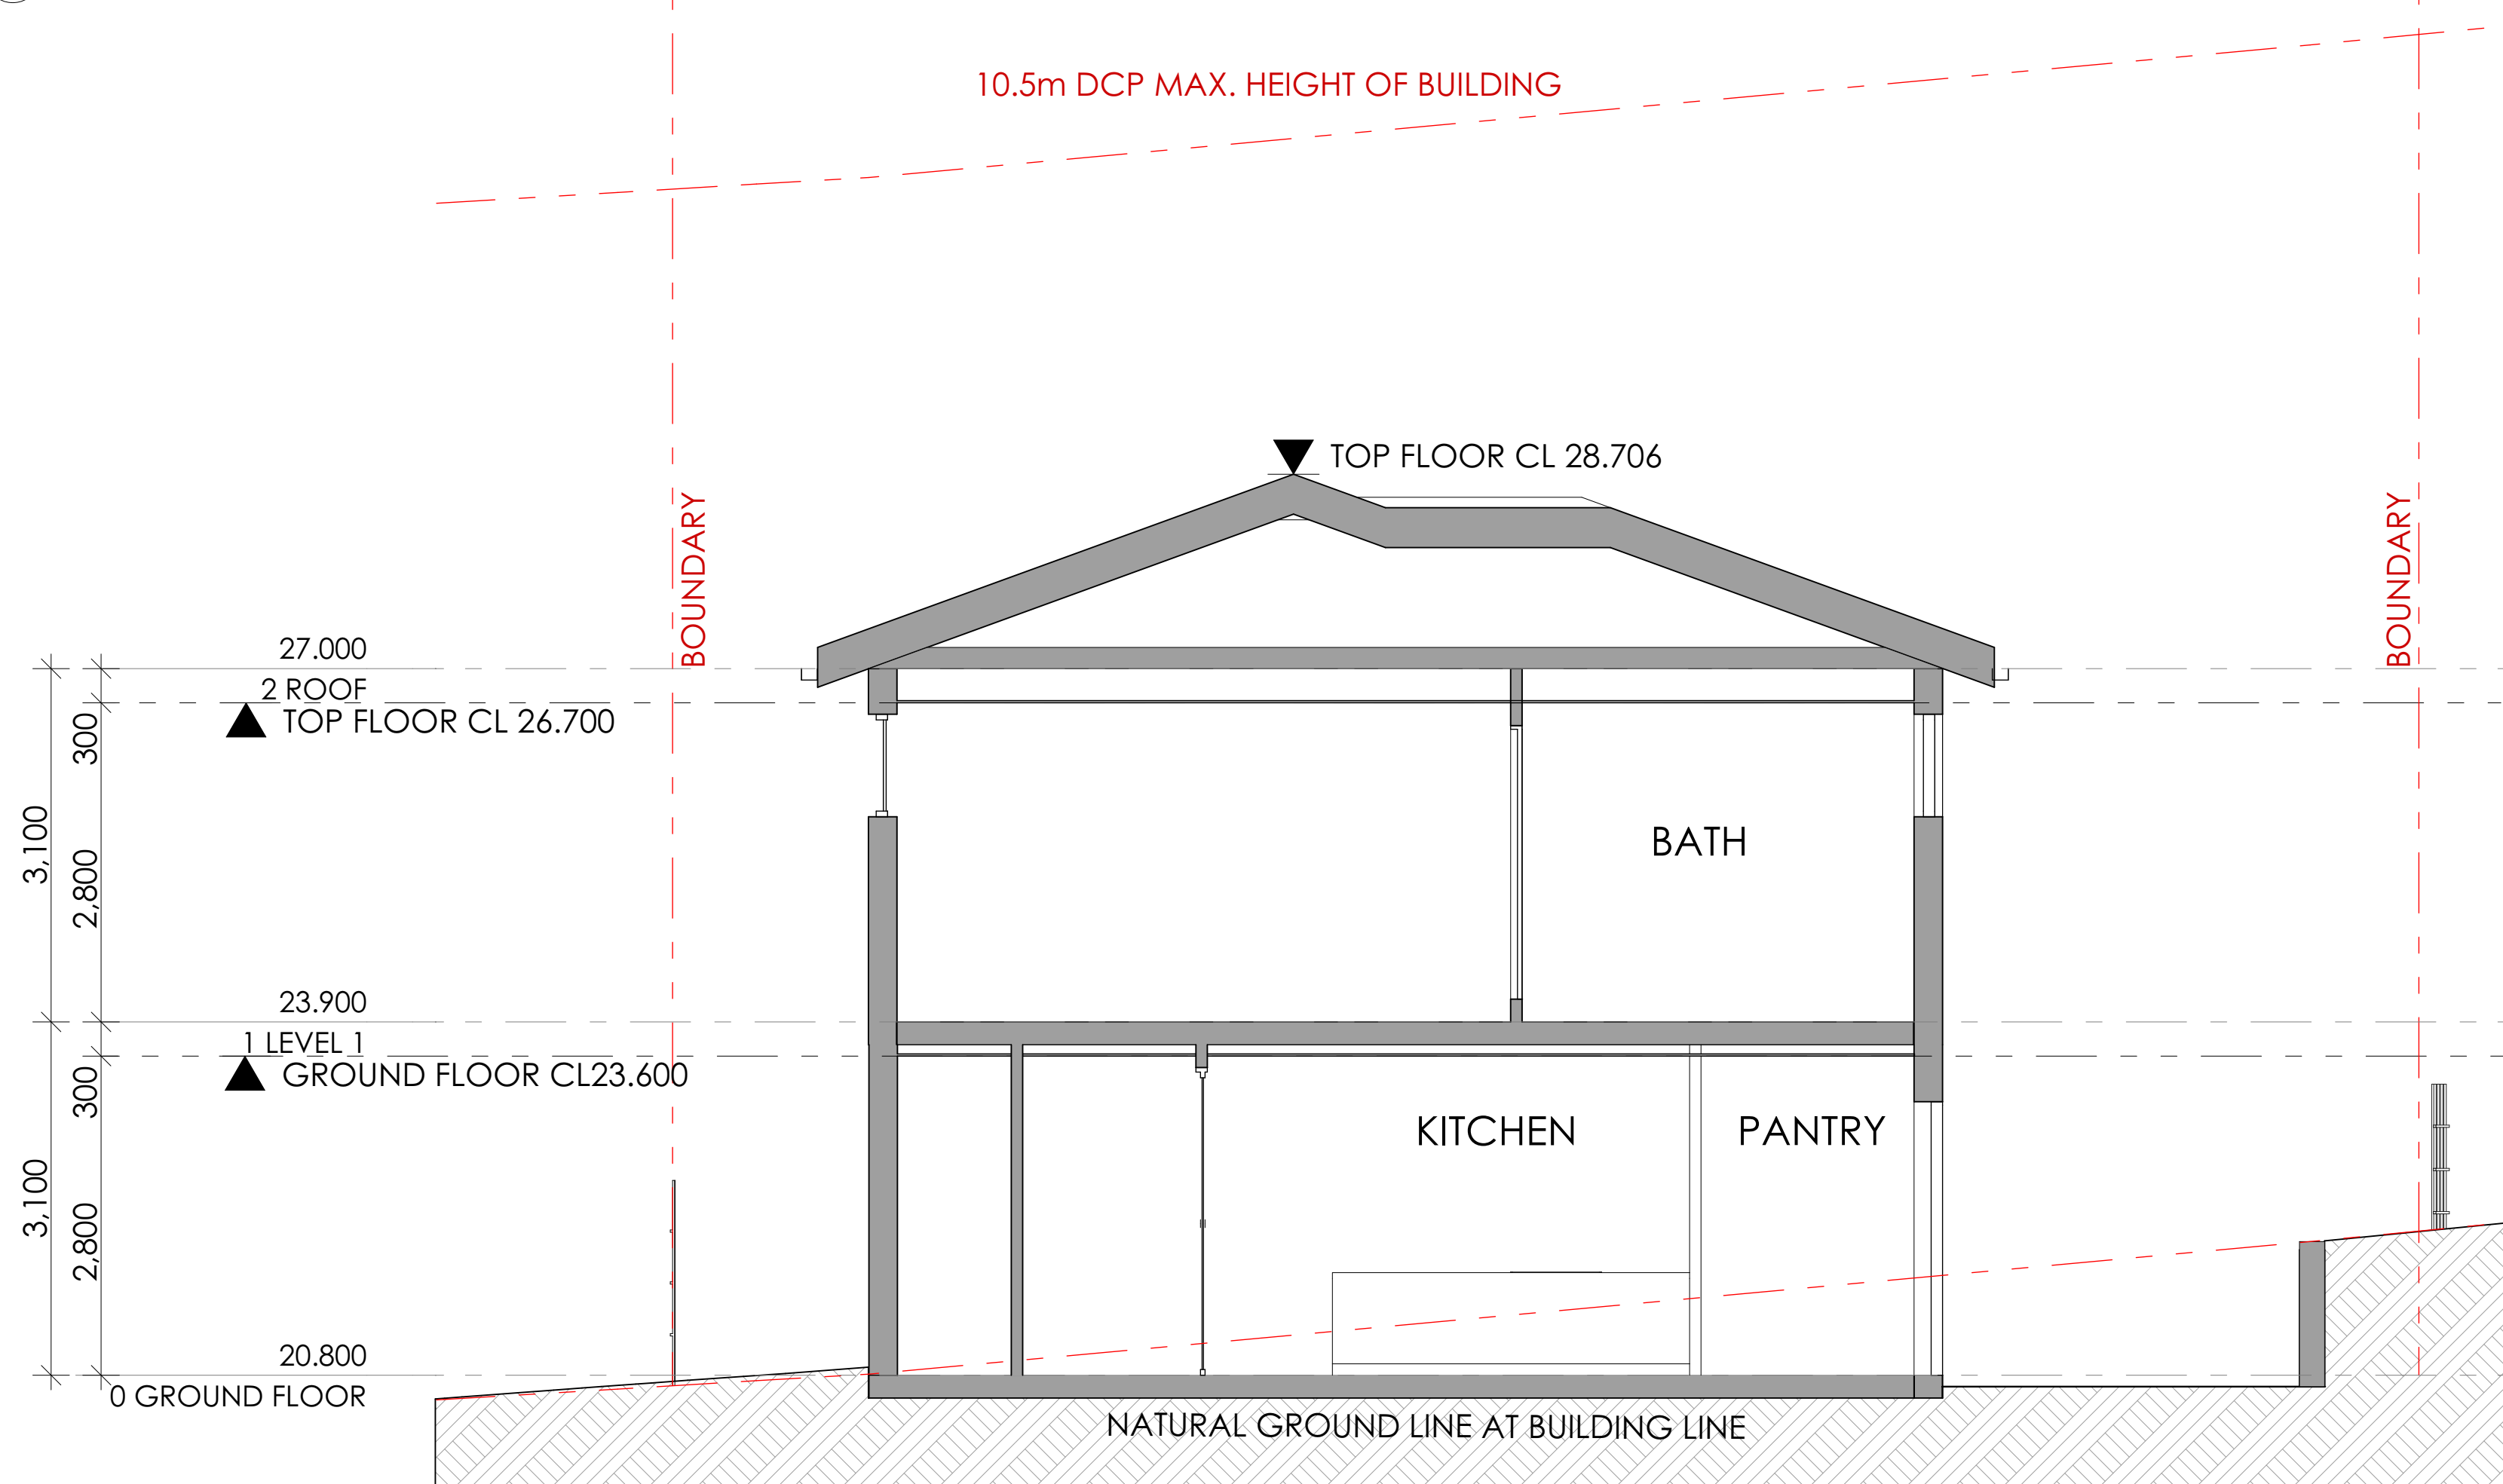 10.5m DCP MAX. HEIGHT OF BUILDING
TOP FLOOR CL 28.706
BOUNDARY
BOUNDARY
27.000
2 ROOF
TOP FLOOR CL 26.700
300
3,100
2,800
BATH
23.900
1 LEVEL 1
GROUND FLOOR CL23.600
300
3,100
2,800
KITCHEN
PANTRY
20.800
0 GROUND FLOOR
NATURAL GROUND LINE AT BUILDING LINE